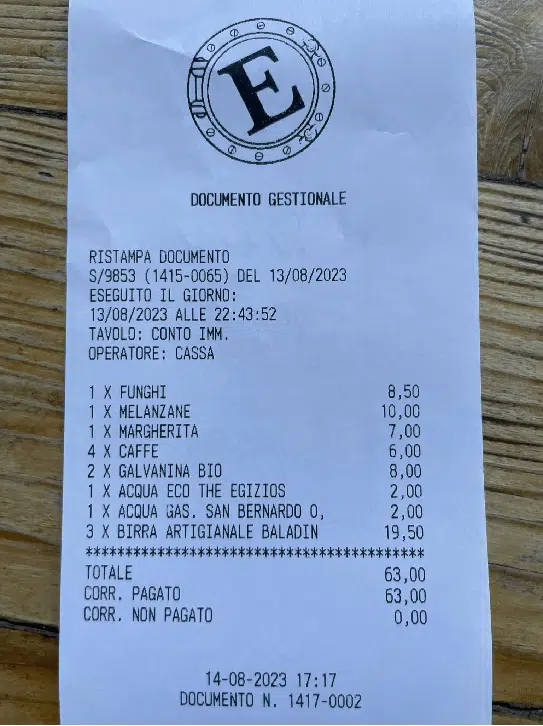 E
DOCUMENTO GESTIONALE
RISTAMPA DOCUMENTO
S/9853 (1415-0065) DEL 13/08/2023
ESEGUITO IL GIORNO:
13/08/2023 ALLE 22:43:52
TAVOLO: CONTO IMM.
OPERATORE: CASSA
1 X FUNGHI 8,50
1 X MELANZANE 10,00
1 X MARGHERITA 7,00
4 X CAFFE 6,00
2 X GALVANINA BIO 8,00
1 X ACQUA ECO THE EGIZIOS 2,00
1 X ACQUA GAS. SAN BERNARDO 0, 2,00
3 X BIRRA ARTIGIANALE BALADIN 19,50
*******************************************
TOTALE 63,00
CORR. PAGATO 63,00
CORR. NON PAGATO 0,00
14-08-2023 17:17
DOCUMENTO N. 1417-0002